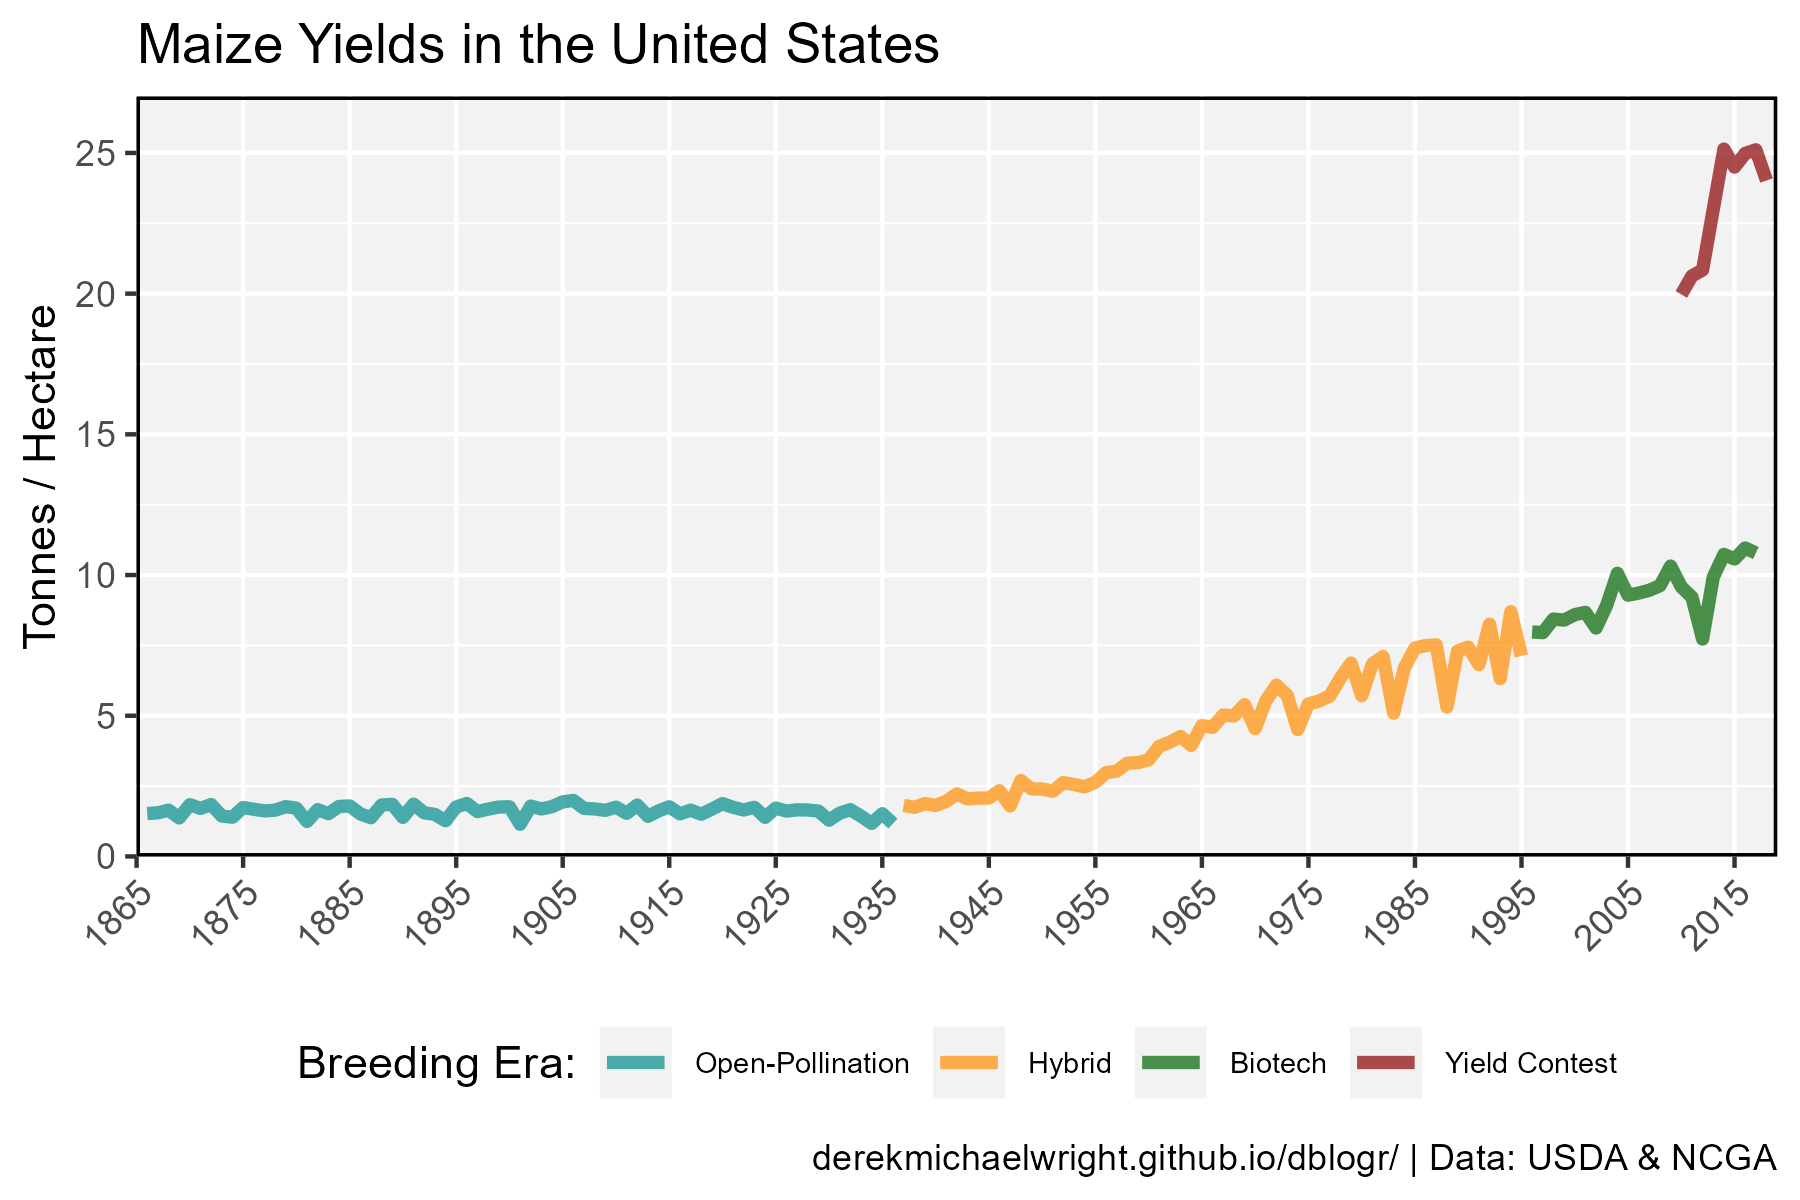 Maize Yields in the United States
Tonnes / Hectare
25
20
15
10
5
0
1865 1875 1885 1895 1905 1915 1925 1935 1945 1955 1965 1975 1985 1995 2005 2015
Breeding Era: Open-Pollination Hybrid Biotech Yield Contest
derekmichaelwright.github.io/dblogr/ | Data: USDA & NCGA